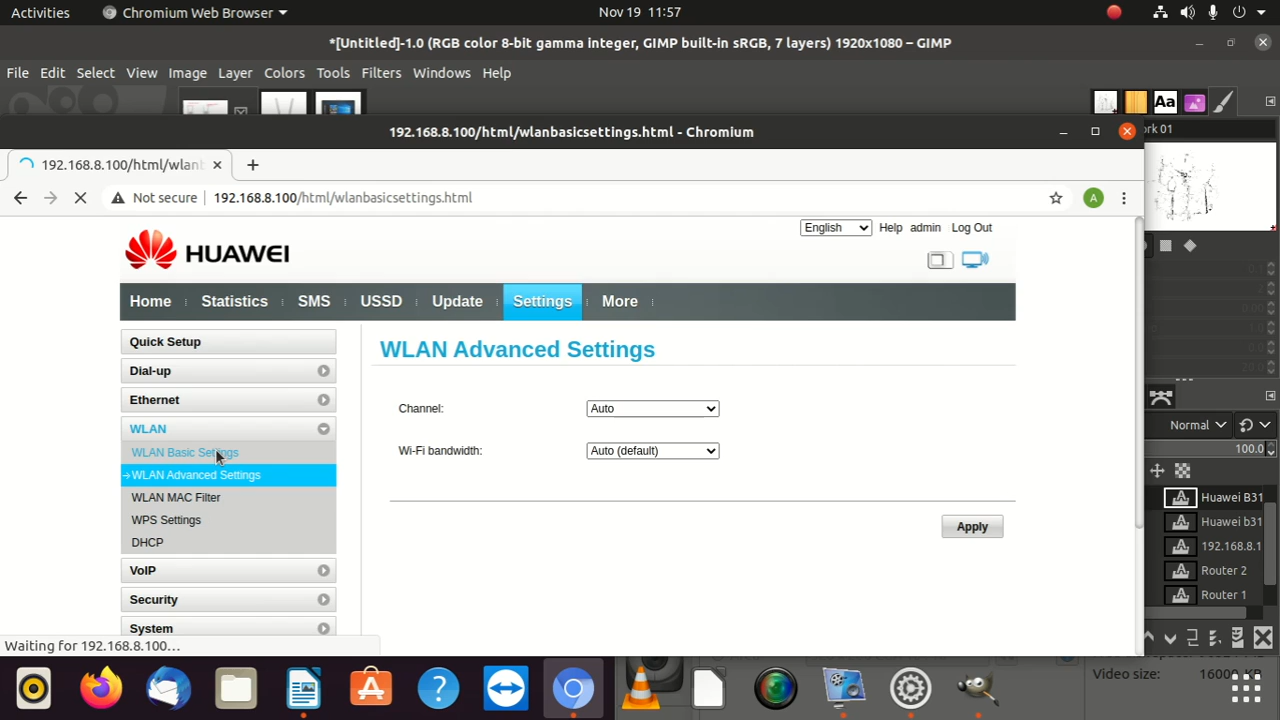 Activities Chromium Web Browser Nov 19 11:57
*[Untitled]-1.0 (RGB color 8-bit gamma integer, GIMP built-in sRGB, 7 layers) 1920x1080 – GIMP
File Edit Select View Image Layer Colors Tools Filters Windows Help
Aa
192.168.8.100/html/wlanbasicsettings.html - Chromium
rk 01
192.168.8.100/html/wlanb
Not secure 192.168.8.100/html/wlanbasicsettings.html A
English Help admin Log Out
HUAWEI
Home Statistics SMS USSD Update Settings More
Quick Setup
WLAN Advanced Settings
Dial-up
Ethernet
Channel: Auto
WLAN
Normal
WLAN Basic Settings
Wi-Fi bandwidth: Auto (default)
100.0
WLAN Advanced Settings
WLAN MAC Filter
Huawei B31
WPS Settings
Apply
Huawei b31
DHCP
192.168.8.1
VoIP
Router 2
Security
Router 1
System
Waiting for 192.168.8.100...
Video size: 16000 KB